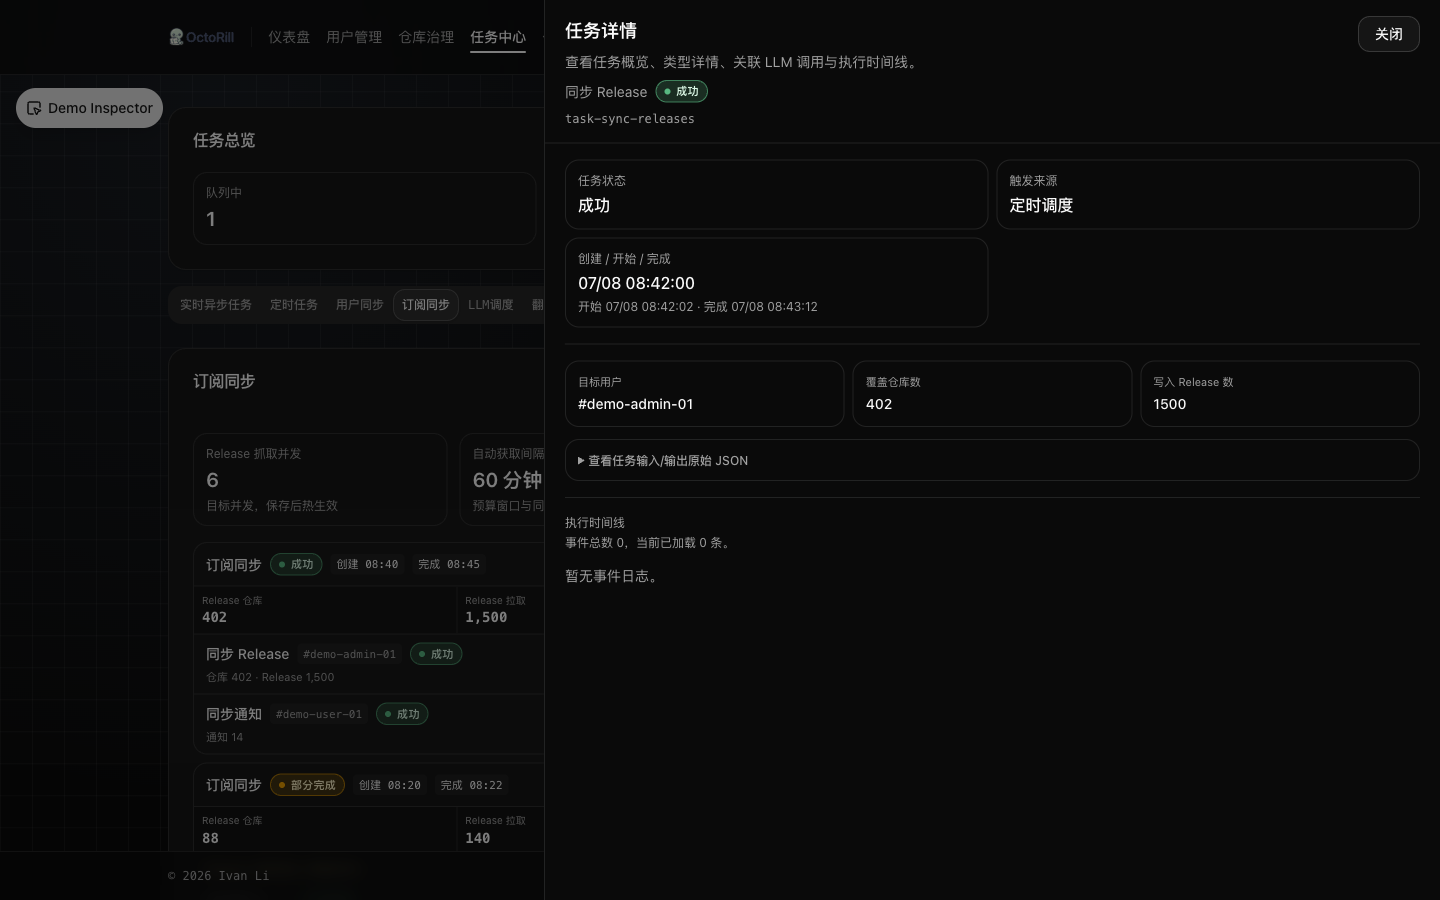 OctoRill
仪表盘
用户管理
仓库治理
任务中心
Demo Inspector
任务总览
队列中
1
实时异步任务
定时任务
用户同步
订阅同步
LLM调度
翻
订阅同步
Release 抓取并发
6
目标并发，保存后热生效
自动获取间隔
60 分钟
预算窗口与同
订阅同步
成功
创建 08:40
完成 08:45
Release 仓库
402
Release 拉取
1,500
同步 Release
#demo-admin-01
成功
仓库 402 · Release 1,500
同步通知
#demo-user-01
成功
通知 14
订阅同步
部分完成
创建 08:20
完成 08:22
Release 仓库
88
Release 拉取
140
© 2026 Ivan Li
任务详情
关闭
查看任务概览、类型详情、关联 LLM 调用与执行时间线。
同步 Release
成功
task-sync-releases
任务状态
成功
触发来源
定时调度
创建 / 开始 / 完成
07/08 08:42:00
开始 07/08 08:42:02 · 完成 07/08 08:43:12
目标用户
#demo-admin-01
覆盖仓库数
402
写入 Release 数
1500
查看任务输入/输出原始 JSON
执行时间线
事件总数 0，当前已加载 0 条。
暂无事件日志。